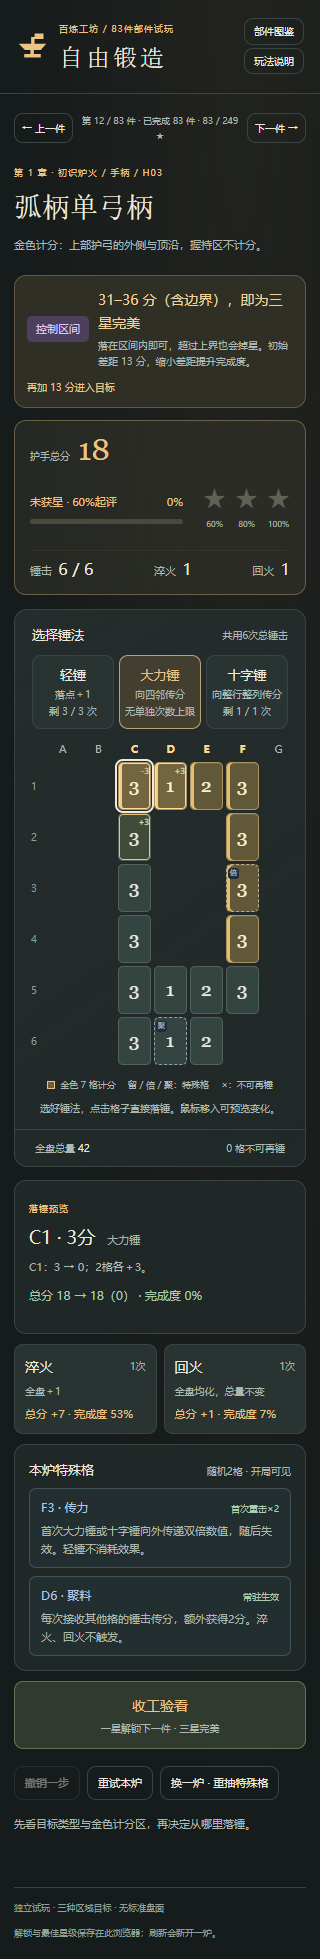 百炼工坊 / 83件部件试玩
自由锻造
部件图鉴
玩法说明
← 上一件
第 12 / 83 件 · 已完成 83 件 · 83 / 249 ★
下一件 →
第 1 章 · 初识炉火 / 手柄 / H03
弧柄单弓柄
金色计分：上部护弓的外侧与顶沿，握持区不计分。
控制区间
31–36 分（含边界），即为三
星完美
落在区间内即可，超过上界也会掉星。初始
差距 13 分，缩小差距提升完成度。
再加 13 分进入目标
护手总分 18
未获星 · 60%起评
0%
★ ★ ★
60% 80% 100%
锤击 6 / 6
淬火 1
回火 1
选择锤法
共用6次总锤击
轻锤
落点 + 1
剩 3 / 3 次
大力锤
向四邻传分
无单独次数上限
十字锤
向整行整列传分
剩 1 / 1 次
A B C D E F G
1 3 -3 1 +3 2 3
2 3 +3 3
3 3 倍 3
4 3 3
5 3 1 2 3
6 3 聚 1 2
金色 7 格计分 留 / 倍 / 聚：特殊格 ×：不可再锤
选好锤法，点击格子直接落锤。鼠标移入可预览变化。
全盘总量 42
0 格不可再锤
落锤预览
C1 · 3分 大力锤
C1：3 → 0；2格各 + 3。
总分 18 → 18（0） · 完成度 0%
淬火
1次
全盘 + 1
总分 +7 · 完成度 53%
回火
1次
全盘均化，总量不变
总分 +1 · 完成度 7%
本炉特殊格
随机2格 · 开局可见
F3 · 传力
首次重击×2
首次大力锤或十字锤向外传递双倍数值，随后失
效。轻锤不消耗效果。
D6 · 聚料
常驻生效
每次接收其他格的锤击传分，额外获得2分。淬
火、回火不触发。
收工验看
一星解锁下一件 · 三星完美
撤销一步
重试本炉
换一炉 · 重抽特殊格
先看目标类型与金色计分区，再决定从哪里落锤。
独立试玩 · 三种区域目标 · 无标准盘面
解锁与最佳星级保存在此浏览器；刷新会新开一炉。